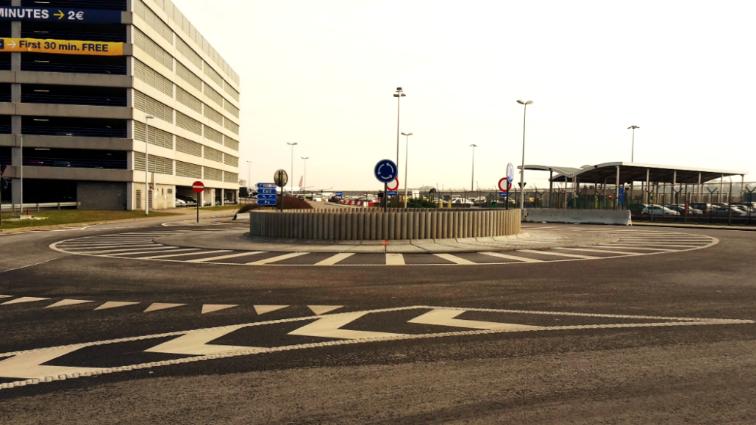 MINUTES → 2€
→ First 30 min. FREE